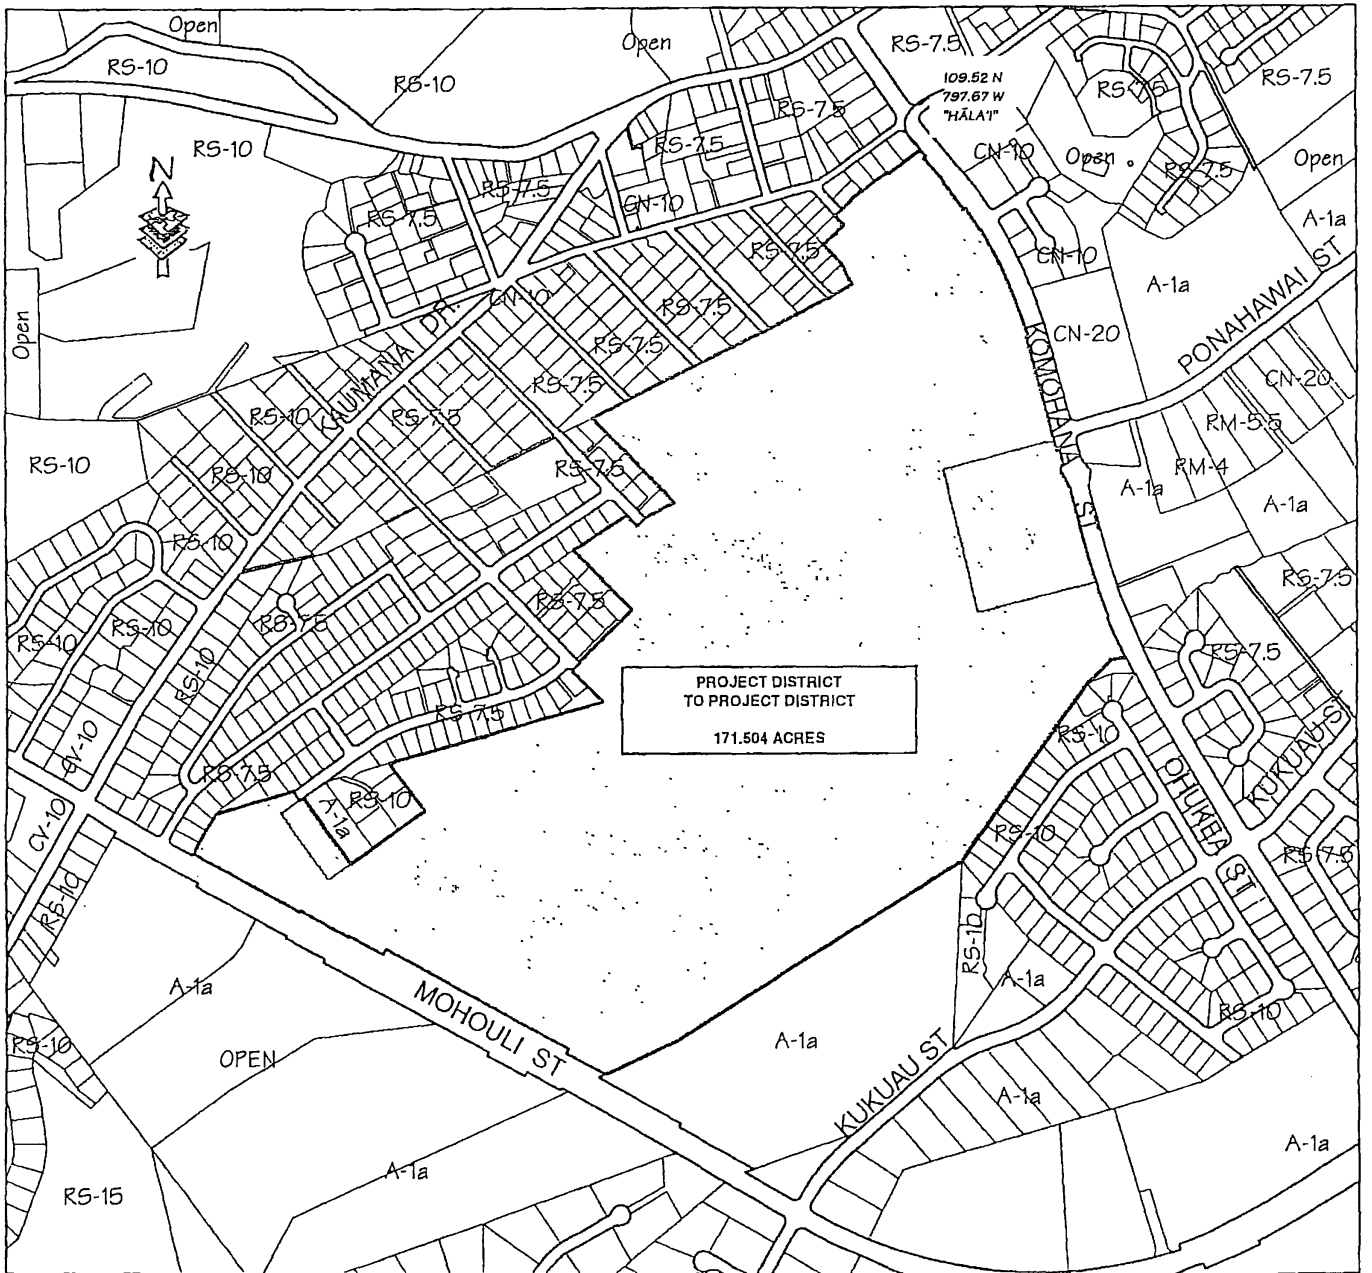 Open
RS-10
RS-10
Open
RS-7.5
109.52 N
797.67 W
"HĀLA'I"
RS-7.5
RS-7.5
RS-7.5
RS-10
RS-7.5
CN-10
Open
RS-7.5
Open
N
RS-7.5
RS-7.5
CN-10
RS-7.5
CN-10
A-1a
A-1a
PONAHAWAI ST
Open
CN-10
RS-7.5
KAUMANA DR.
RS-7.5
KOMOHANA ST
CN-20
RS-7.5
CN-20
RS-10
RS-7.5
RM-5.5
RS-10
RS-10
RS-7.5
RM-4
A-1a
A-1a
RS-10
RS-7.5
RS-7.5
RS-10
RS-10
RS-7.5
RS-7.5
RS-10
PROJECT DISTRICT
TO PROJECT DISTRICT
171.504 ACRES
RS-7.5
RS-10
KUKUAU ST
CV-10
RS-7.5
OHUKEA ST
RS-10
A-1a
CV-10
RS-10
RS-7.5
RS-10
RS-10
A-1a
A-1a
RS-10
MOHOULI ST
RS-10
OPEN
A-1a
KUKUAU ST
A-1a
A-1a
A-1a
RS-15